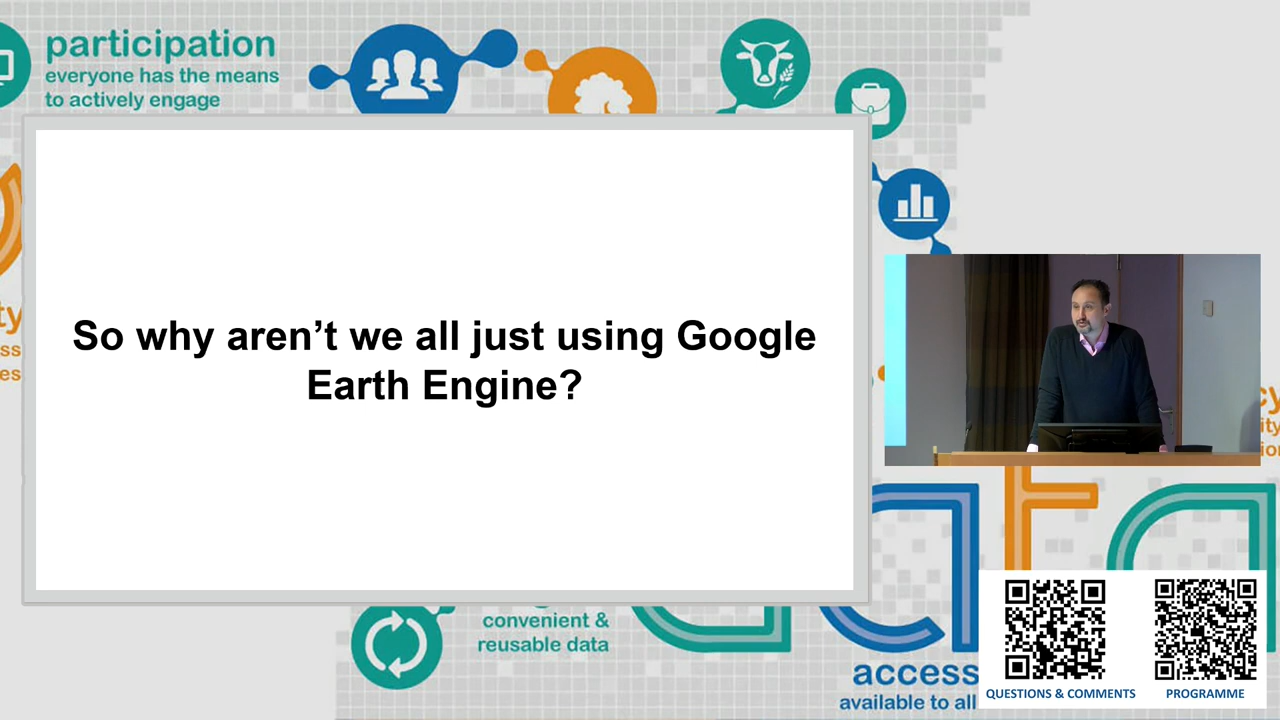 participation
everyone has the means
to actively engage
So why aren’t we all just using Google
Earth Engine?
convenient &
reusable data
access
available to all
QUESTIONS & COMMENTS
PROGRAMME